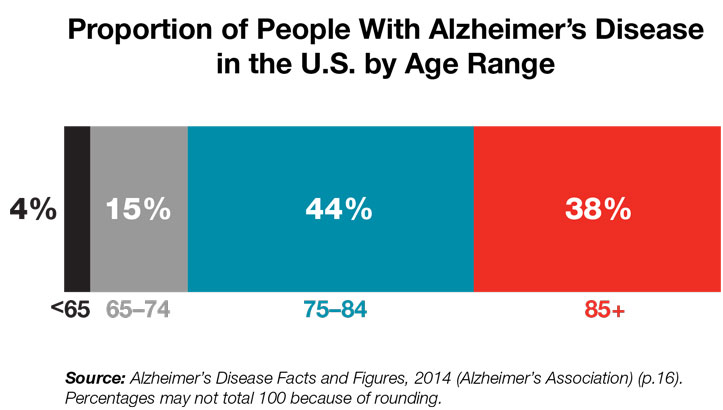 Proportion of People With Alzheimer’s Disease
in the U.S. by Age Range
4% 15% 44% 38%
<65 65–74 75–84 85+
Source: Alzheimer’s Disease Facts and Figures, 2014 (Alzheimer’s Association) (p.16).
Percentages may not total 100 because of rounding.